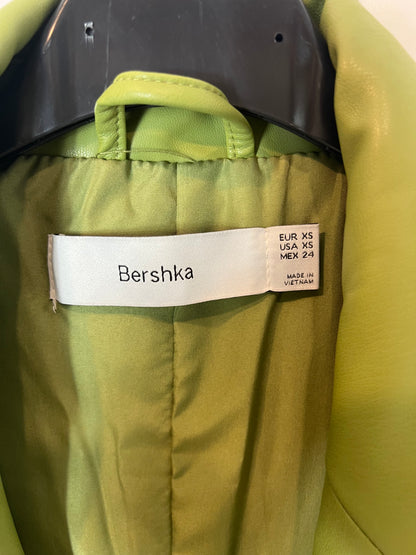 Bershka
EUR XS
USA XS
MEX 24
MADE IN
VIETNAM